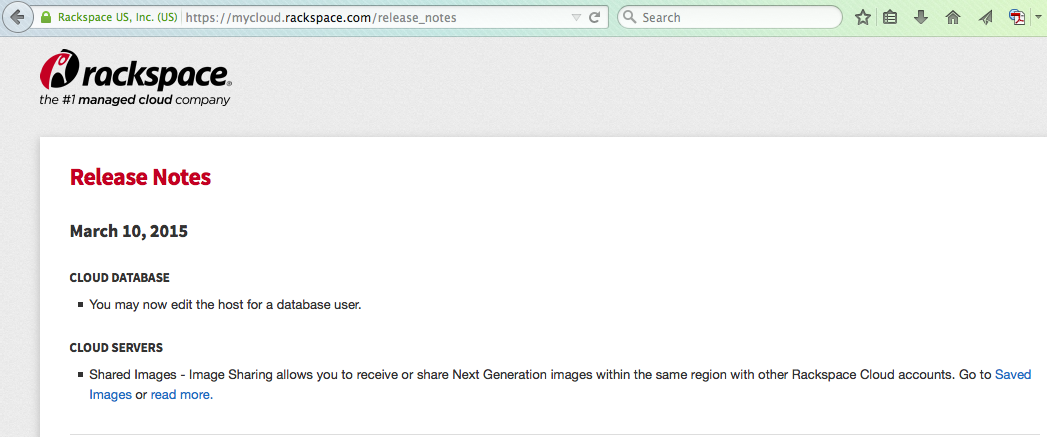 Rackspace US, Inc. (US) https://mycloud.rackspace.com/release_notes Search
rackspace®
the #1 managed cloud company
Release Notes
March 10, 2015
CLOUD DATABASE
You may now edit the host for a database user.
CLOUD SERVERS
Shared Images - Image Sharing allows you to receive or share Next Generation images within the same region with other Rackspace Cloud accounts. Go to Saved
Images or read more.